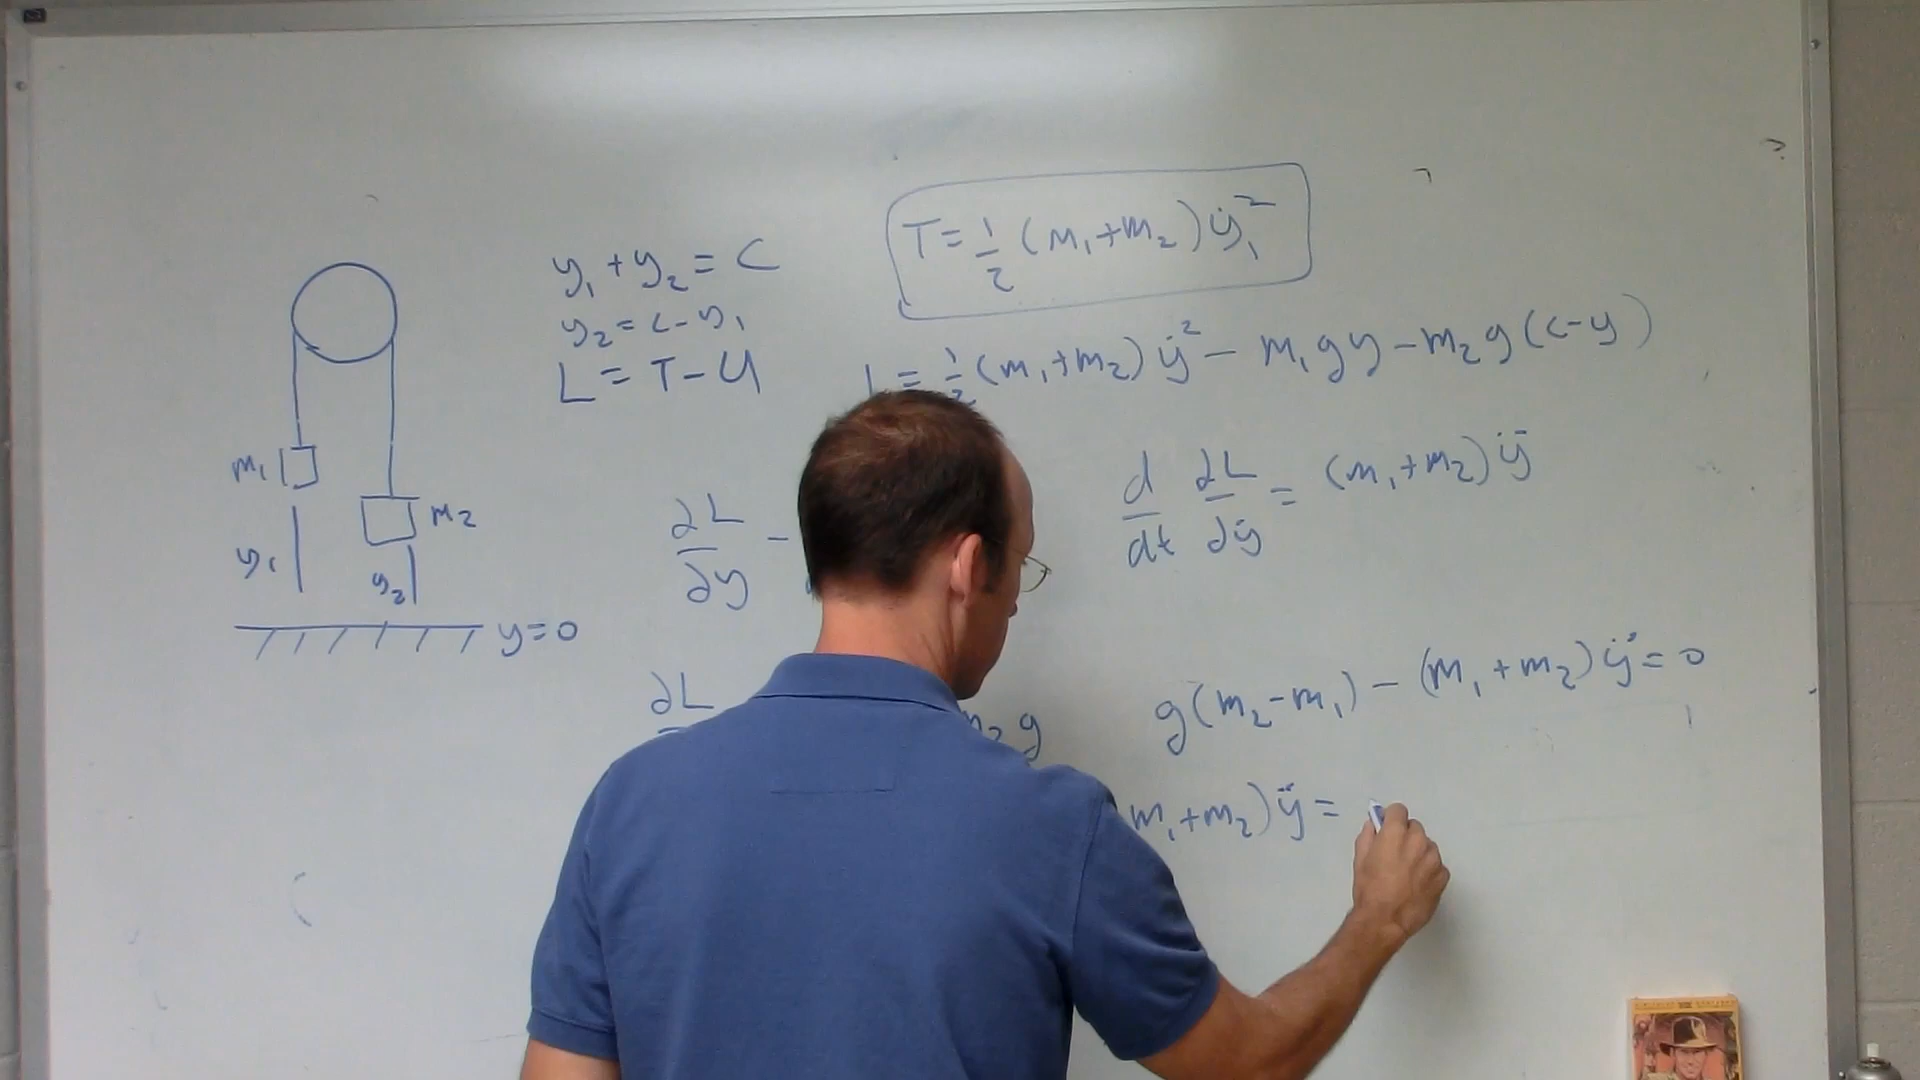 T = 1/2 (m₁+m₂) ẏ₁²
y₁ + y₂ = C
y₂ = c - y₁
L = T - U
L = 1/2 (m₁+m₂) ẏ² - m₁gy - m₂g(c-y)
m₁
m₂
y₁
y₂
y=0
∂L/∂y -
d/dt ∂L/∂ẏ = (m₁+m₂) ÿ
∂L
m₂g
g(m₂-m₁) - (m₁+m₂) ÿ = 0
m₁+m₂) ÿ =